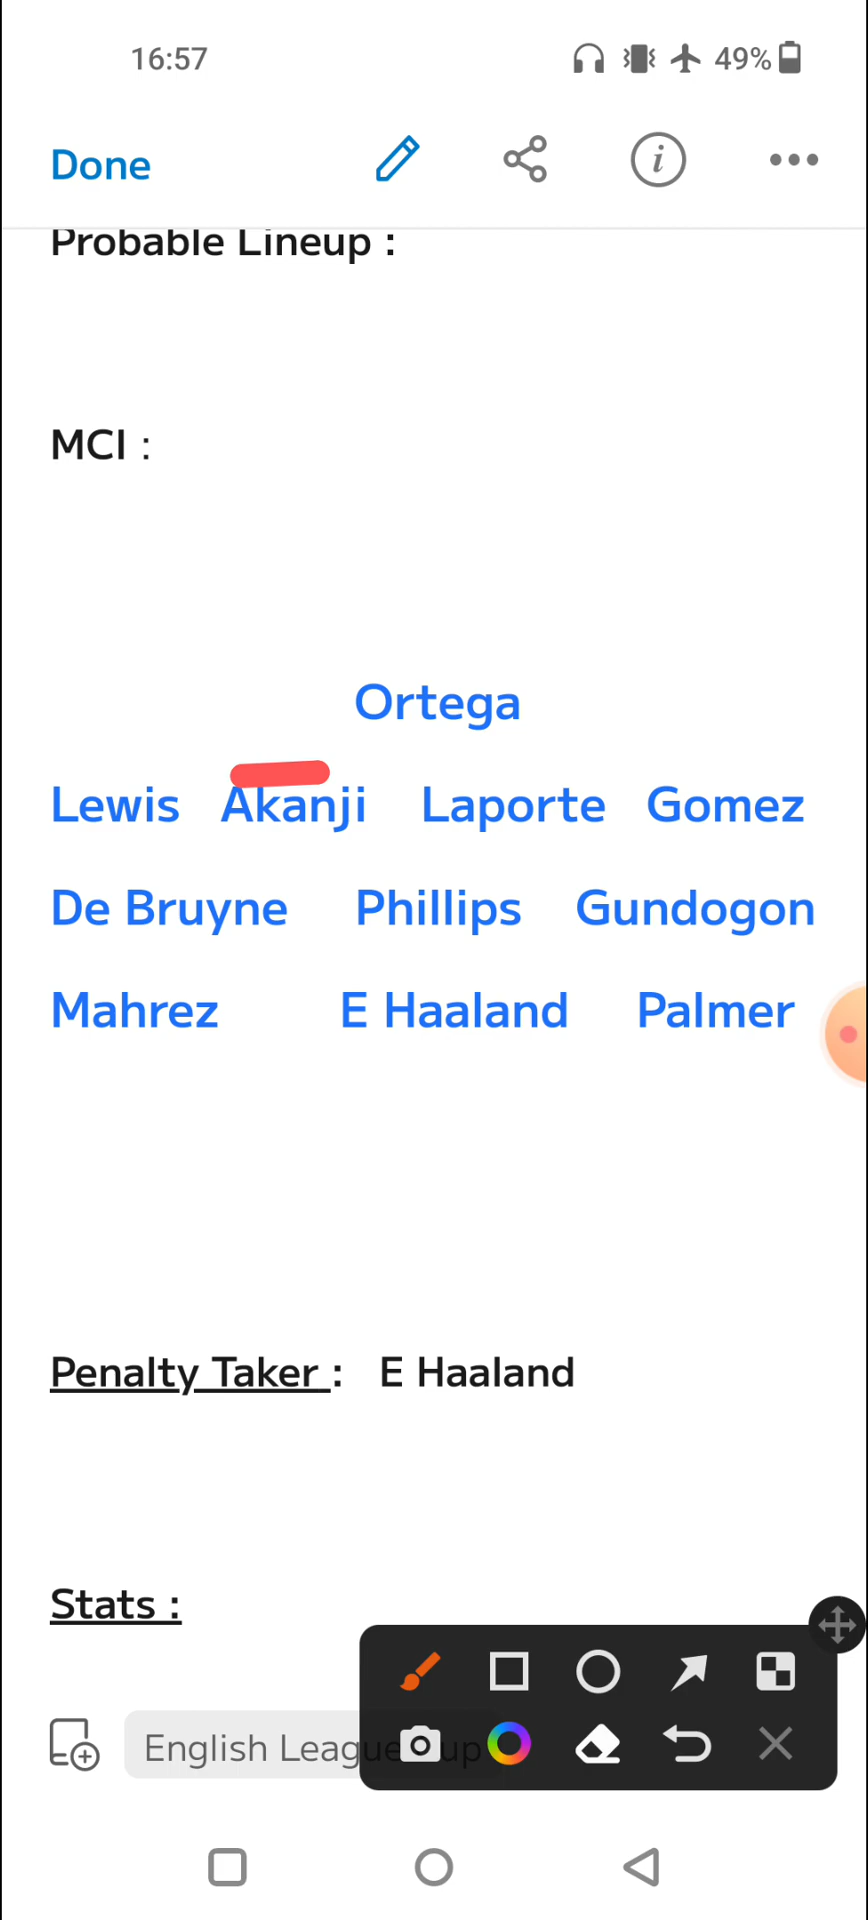 16:57 49%
Done
Probable Lineup :
MCI :
Ortega
Lewis Akanji Laporte Gomez
De Bruyne Phillips Gundogon
Mahrez E Haaland Palmer
Penalty Taker : E Haaland
Stats :
English League up